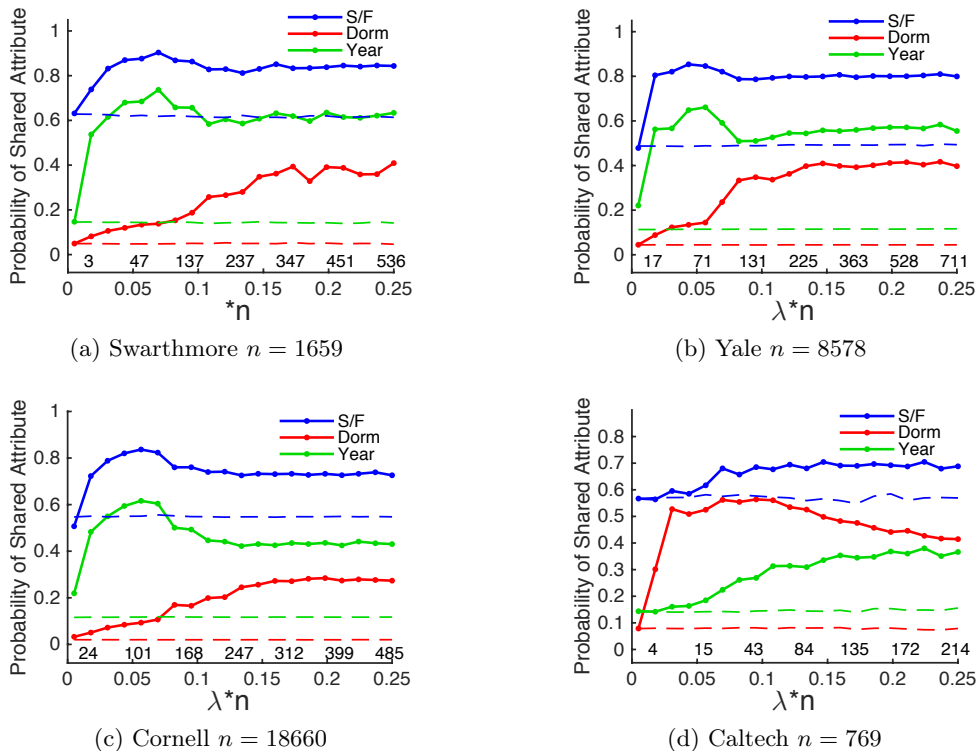 1
0.8
0.6
0.4
0.2
0
Probability of Shared Attribute
S/F
Dorm
Year
3 47 137 237 347 451 536
0 0.05 0.1 0.15 0.2 0.25
*n
(a) Swarthmore n = 1659
1
0.8
0.6
0.4
0.2
0
Probability of Shared Attribute
S/F
Dorm
Year
17 71 131 225 363 528 711
0 0.05 0.1 0.15 0.2 0.25
λ*n
(b) Yale n = 8578
1
0.8
0.6
0.4
0.2
0
Probability of Shared Attribute
S/F
Dorm
Year
24 101 168 247 312 399 485
0 0.05 0.1 0.15 0.2 0.25
λ*n
(c) Cornell n = 18660
0.8
0.7
0.6
0.5
0.4
0.3
0.2
0.1
0
Probability of Shared Attribute
S/F
Dorm
Year
4 15 43 84 135 172 214
0 0.05 0.1 0.15 0.2 0.25
λ*n
(d) Caltech n = 769